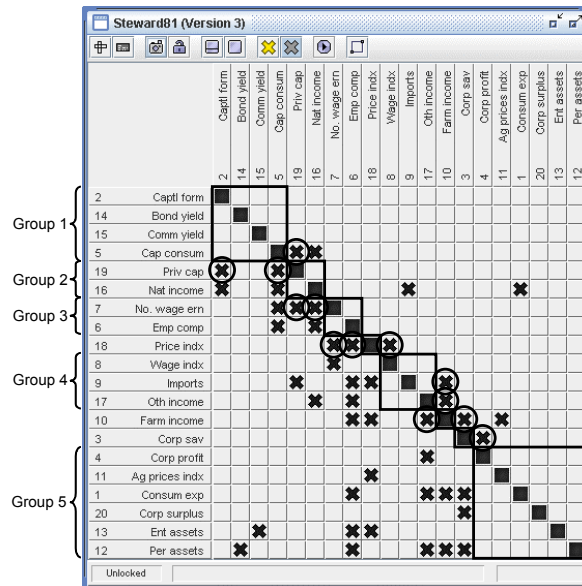 Steward81 (Version 3)
Captl form
Bond yield
Comm yield
Cap consum
Priv cap
Nat income
No. wage ern
Emp comp
Price indx
Wage indx
Imports
Oth income
Farm income
Corp sav
Corp profit
Ag prices indx
Consum exp
Corp surplus
Ent assets
Per assets
2 14 15 5 19 16 7 6 18 8 9 17 10 3 4 11 1 20 13 12
2 Captl form
14 Bond yield
Group 1
15 Comm yield
5 Cap consum
19 Priv cap
Group 2
16 Nat income
7 No. wage ern
Group 3
6 Emp comp
18 Price indx
8 Wage indx
Group 4
9 Imports
17 Oth income
10 Farm income
3 Corp sav
4 Corp profit
11 Ag prices indx
Group 5
1 Consum exp
20 Corp surplus
13 Ent assets
12 Per assets
Unlocked